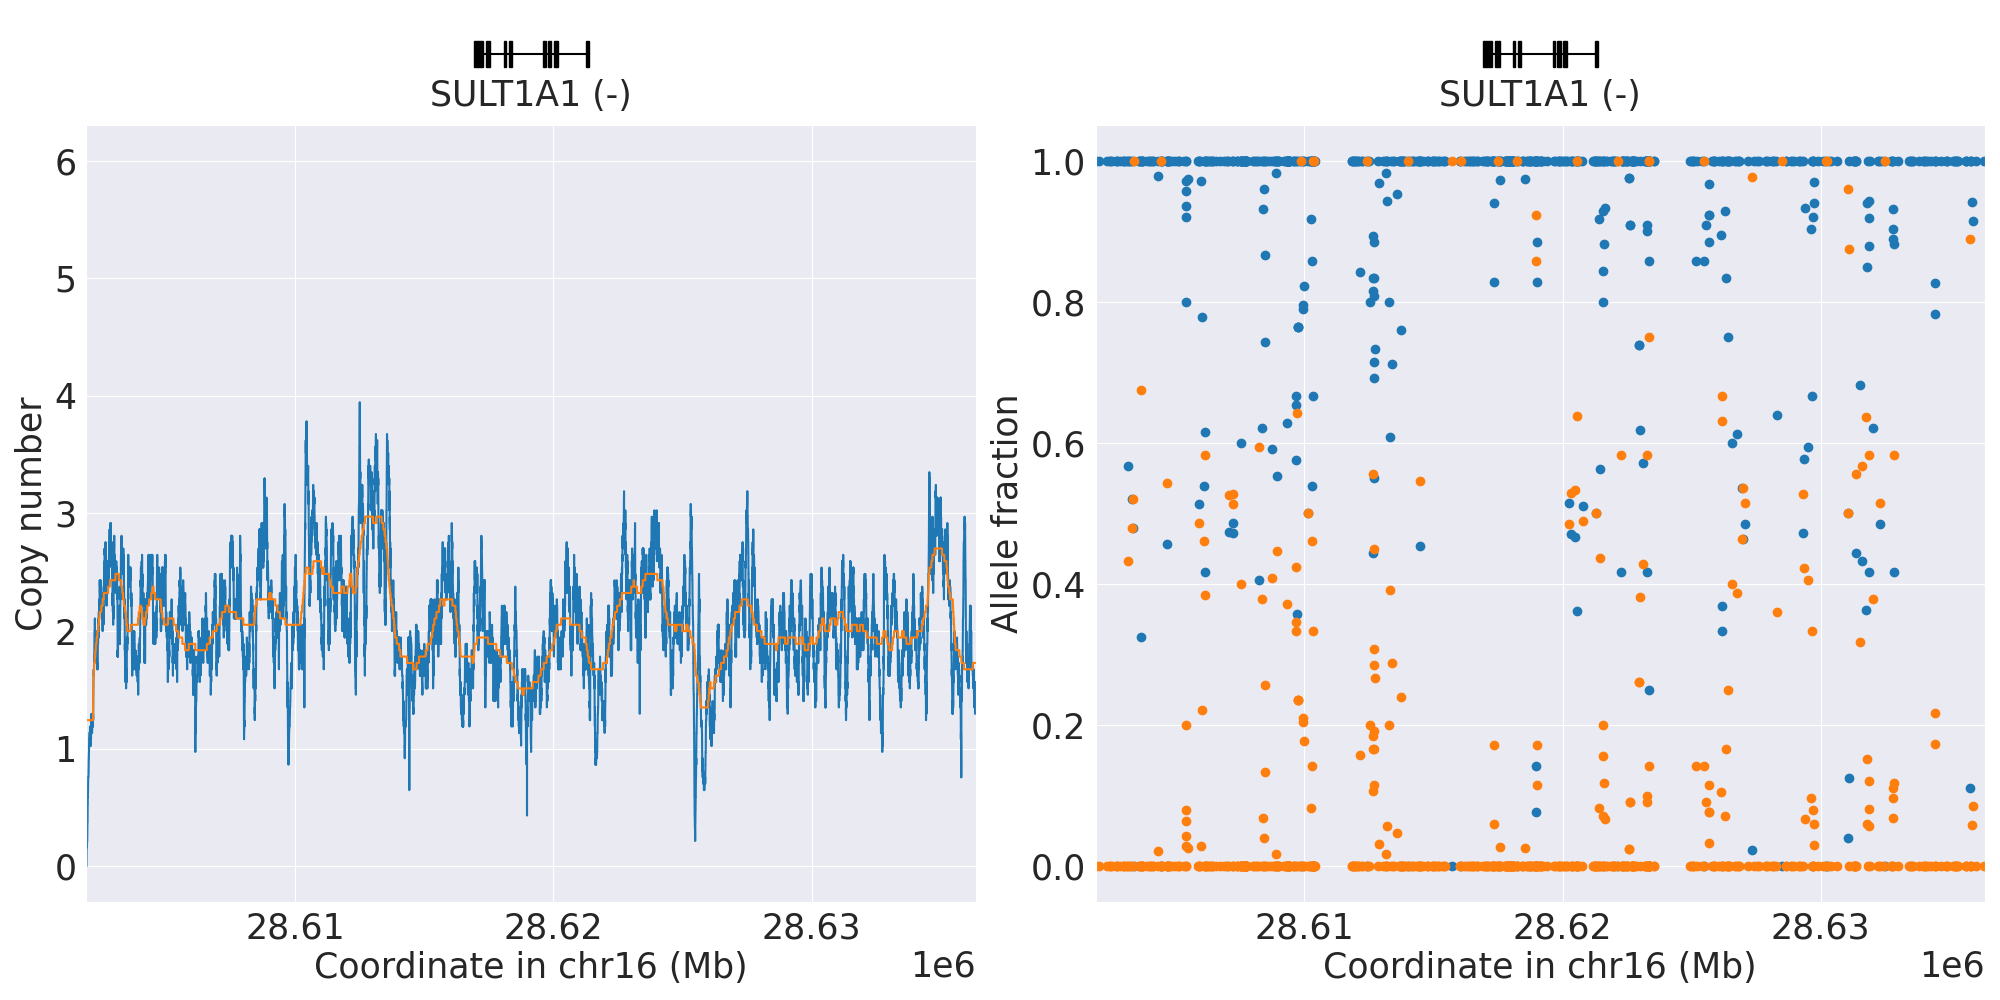 SULT1A1 (-)
6
5
4
3
2
1
0
Copy number
28.61
28.62
28.63
Coordinate in chr16 (Mb)
1e6
SULT1A1 (-)
1.0
0.8
0.6
0.4
0.2
0.0
Allele fraction
28.61
28.62
28.63
Coordinate in chr16 (Mb)
1e6